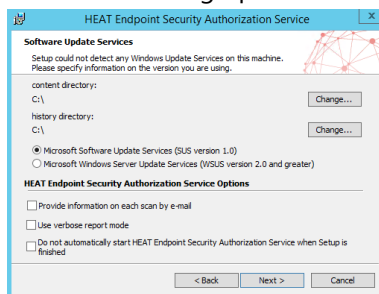 HEAT Endpoint Security Authorization Service
x
Software Update Services
Setup could not detect any Windows Update Services on this machine.
Please specify information on the version you are using.
content directory:
C:\
Change...
history directory:
C:\
Change...
Microsoft Software Update Services (SUS version 1.0)
Microsoft Windows Server Update Services (WSUS version 2.0 and greater)
HEAT Endpoint Security Authorization Service Options
Provide information on each scan by e-mail
Use verbose report mode
Do not automatically start HEAT Endpoint Security Authorization Service when Setup is
finished
< Back
Next >
Cancel